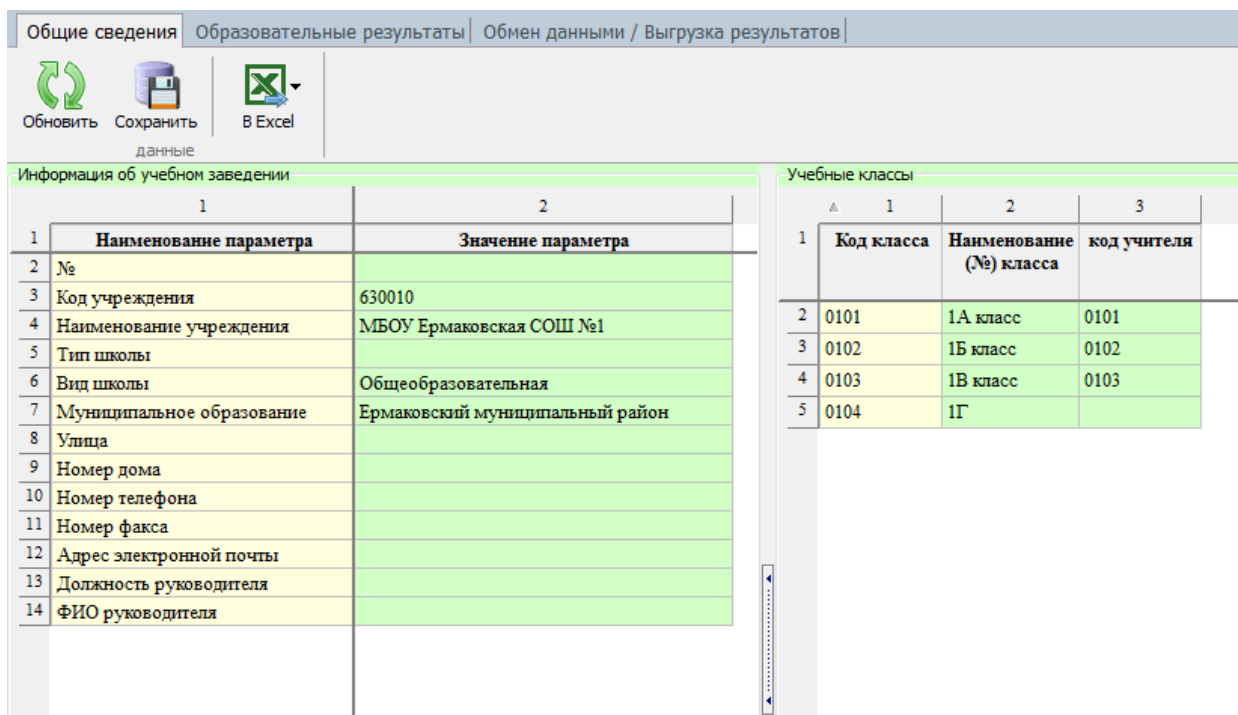 Общие сведения Образовательные результаты Обмен данными / Выгрузка результатов
Обновить Сохранить В Excel
данные
Информация об учебном заведении
1 2
1 Наименование параметра Значение параметра
2 №
3 Код учреждения 630010
4 Наименование учреждения МБОУ Ермаковская СОШ №1
5 Тип школы
6 Вид школы Общеобразовательная
7 Муниципальное образование Ермаковский муниципальный район
8 Улица
9 Номер дома
10 Номер телефона
11 Номер факса
12 Адрес электронной почты
13 Должность руководителя
14 ФИО руководителя
Учебные классы
1 2 3
1 Код класса Наименование код учителя
(№) класса
2 0101 1А класс 0101
3 0102 1Б класс 0102
4 0103 1В класс 0103
5 0104 1Г